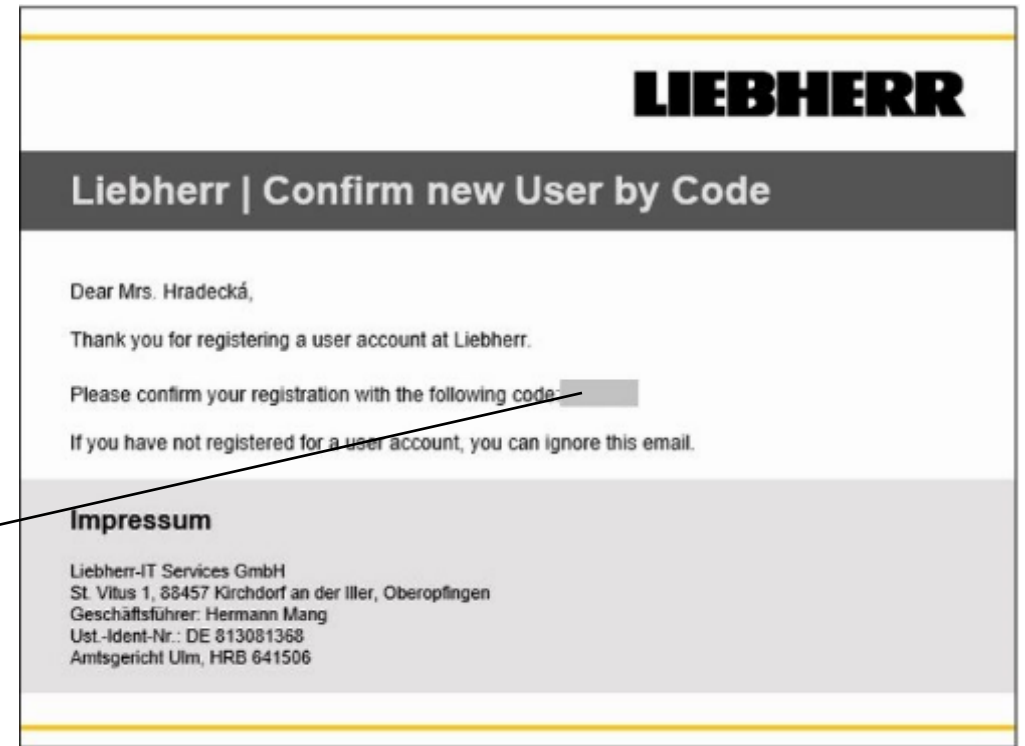 LIEBHERR
Liebherr | Confirm new User by Code
Dear Mrs. Hradecká,
Thank you for registering a user account at Liebherr.
Please confirm your registration with the following code:
If you have not registered for a user account, you can ignore this email.
Impressum
Liebherr-IT Services GmbH
St. Vitus 1, 88457 Kirchdorf an der Iller, Oberopfingen
Geschäftsführer: Hermann Mang
Ust.-Ident-Nr.: DE 813081368
Amtsgericht Ulm, HRB 641506